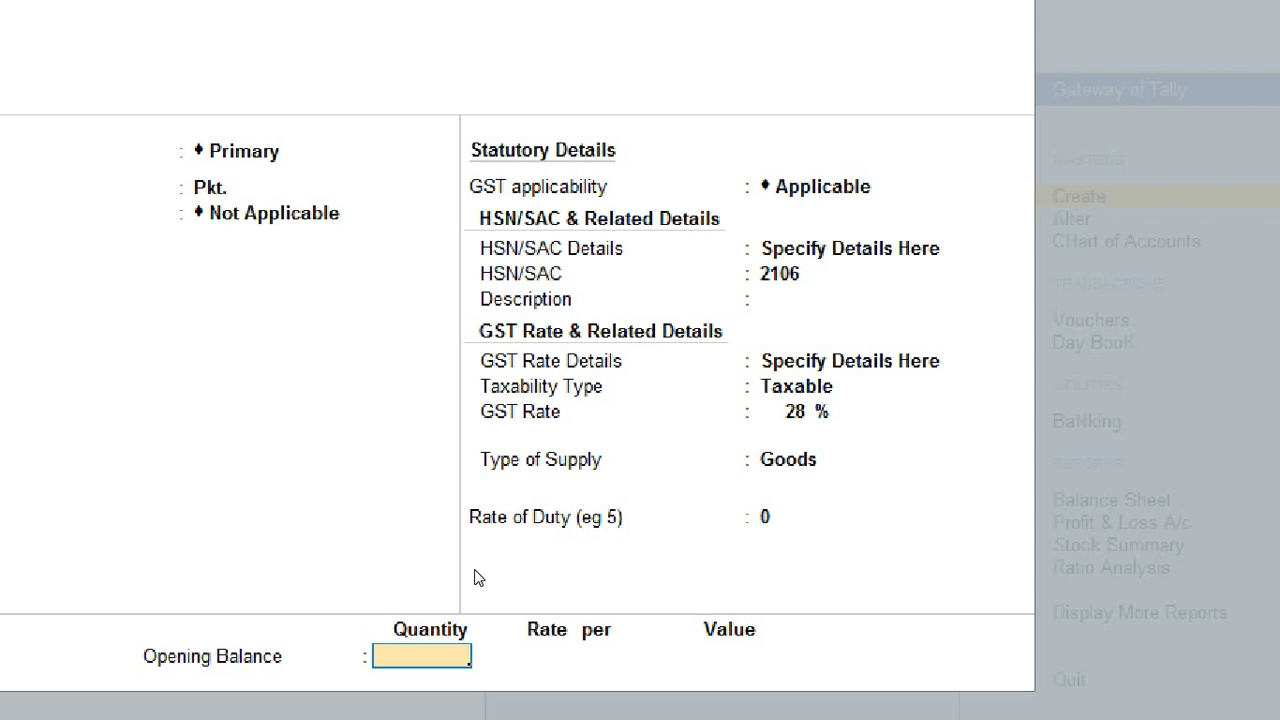 : ♦ Primary
: Pkt.
: ♦ Not Applicable
Statutory Details
GST applicability : ♦ Applicable
HSN/SAC & Related Details
HSN/SAC Details : Specify Details Here
HSN/SAC : 2106
Description :
GST Rate & Related Details
GST Rate Details : Specify Details Here
Taxability Type : Taxable
GST Rate : 28 %
Type of Supply : Goods
Rate of Duty (eg 5) : 0
Quantity Rate per Value
Opening Balance :
Gateway of Tally
MASTERS
Create
Alter
CHart of Accounts
TRANSACTIONS
Vouchers
Day BooK
UTILITIES
BaNking
REPORTS
Balance Sheet
Profit & Loss A/c
Stock Summary
Ratio Analysis
Display More Reports
Quit